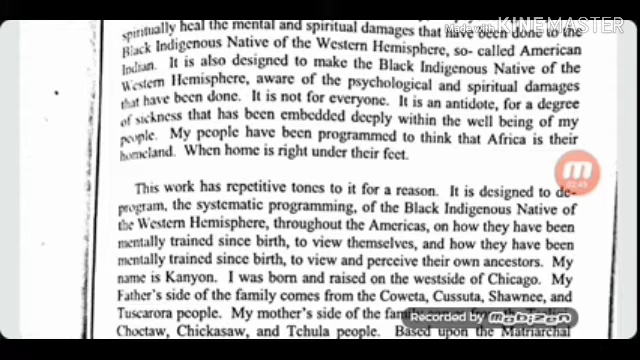 spiritually heal the mental and spiritual damages that have been done to the
Made with KINEMASTER
Black Indigenous Native of the Western Hemisphere, so- called American
Indian. It is also designed to make the Black Indigenous Native of the
Western Hemisphere, aware of the psychological and spiritual damages
that have been done. It is not for everyone. It is an antidote, for a degree
of sickness that has been embedded deeply within the well being of my
people. My people have been programmed to think that Africa is their
homeland. When home is right under their feet.
02:45
This work has repetitive tones to it for a reason. It is designed to de-
program, the systematic programming, of the Black Indigenous Native of
the Western Hemisphere, throughout the Americas, on how they have been
mentally trained since birth, to view themselves, and how they have been
mentally trained since birth, to view and perceive their own ancestors. My
name is Kanyon. I was born and raised on the westside of Chicago. My
Father's side of the family comes from the Coweta, Cussuta, Shawnee, and
Tuscarora people. My mother's side of the family
Recorded by Mobizen
Choctaw, Chickasaw, and Tchula people. Based upon the Matriarchal